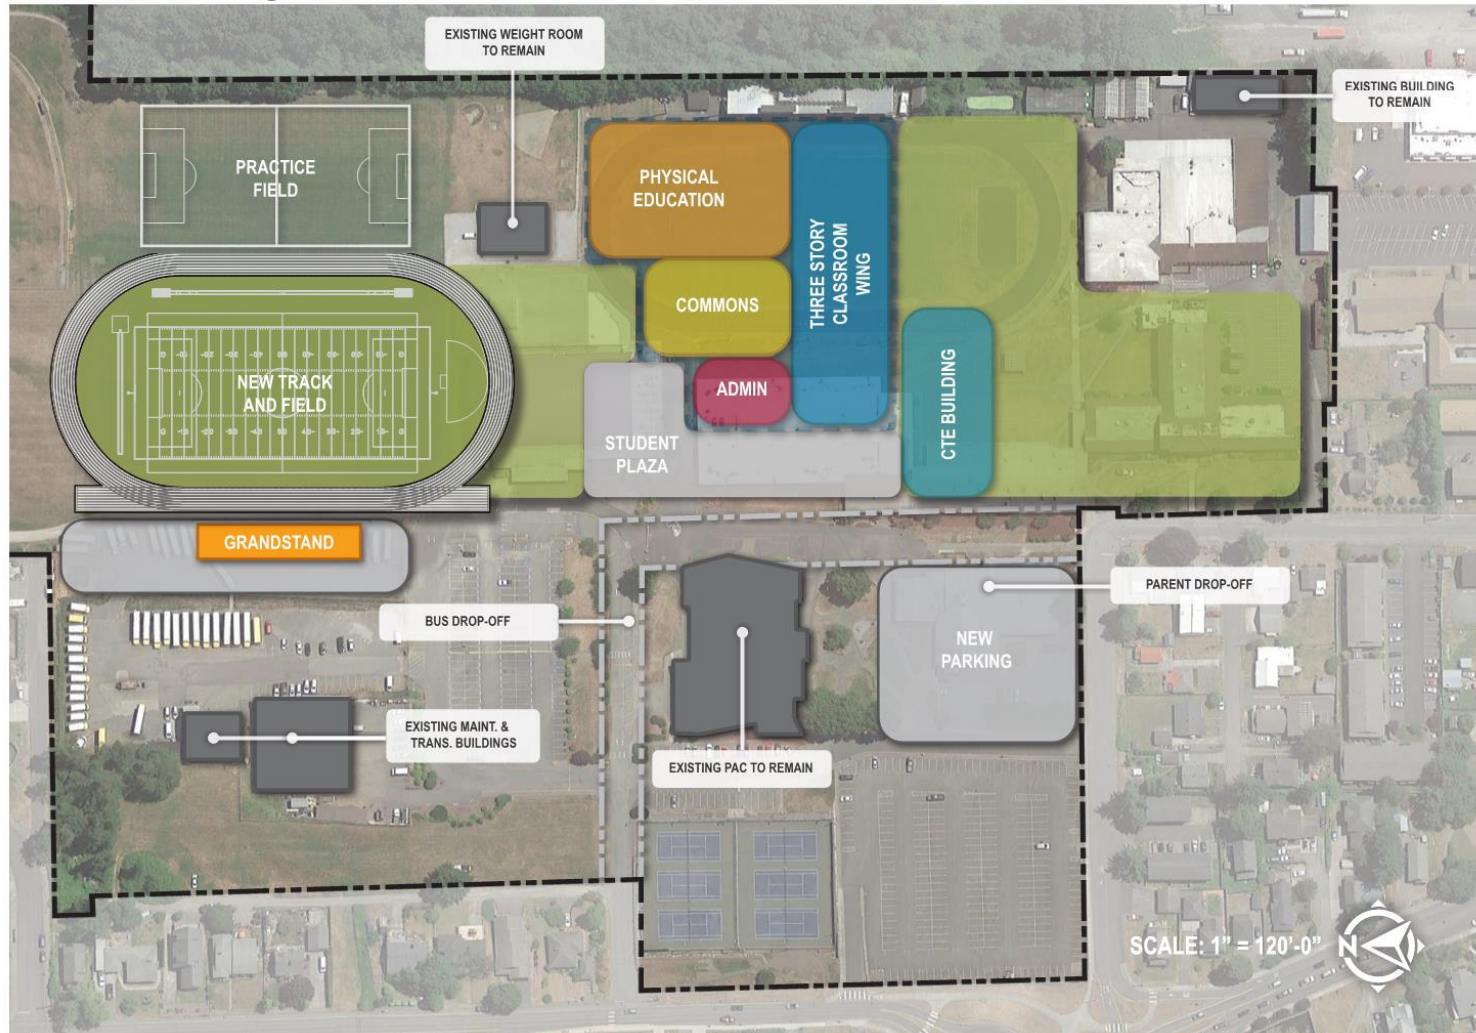 EXISTING WEIGHT ROOM
TO REMAIN
EXISTING BUILDING
TO REMAIN
PRACTICE
FIELD
PHYSICAL
EDUCATION
THREE STORY
CLASSROOM
WING
COMMONS
NEW TRACK
AND FIELD
ADMIN
CTE BUILDING
STUDENT
PLAZA
GRANDSTAND
BUS DROP-OFF
PARENT DROP-OFF
NEW
PARKING
EXISTING MAINT. &
TRANS. BUILDINGS
EXISTING PAC TO REMAIN
SCALE: 1" = 120'-0"
N